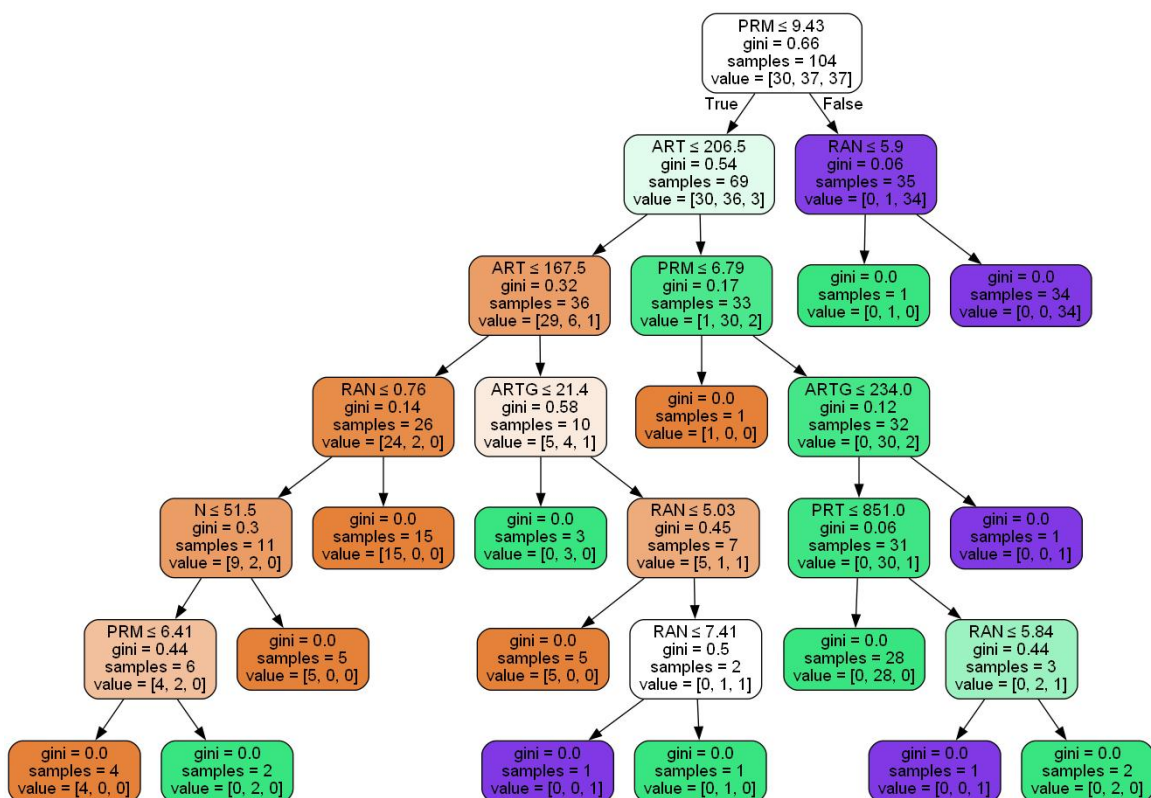 PRM ≤ 9.43
gini = 0.66
samples = 104
value = [30, 37, 37]
True
False
ART ≤ 206.5
gini = 0.54
samples = 69
value = [30, 36, 3]
RAN ≤ 5.9
gini = 0.06
samples = 35
value = [0, 1, 34]
ART ≤ 167.5
gini = 0.32
samples = 36
value = [29, 6, 1]
PRM ≤ 6.79
gini = 0.17
samples = 33
value = [1, 30, 2]
gini = 0.0
samples = 1
value = [0, 1, 0]
gini = 0.0
samples = 34
value = [0, 0, 34]
RAN ≤ 0.76
gini = 0.14
samples = 26
value = [24, 2, 0]
ARTG ≤ 21.4
gini = 0.58
samples = 10
value = [5, 4, 1]
gini = 0.0
samples = 1
value = [1, 0, 0]
ARTG ≤ 234.0
gini = 0.12
samples = 32
value = [0, 30, 2]
N ≤ 51.5
gini = 0.3
samples = 11
value = [9, 2, 0]
gini = 0.0
samples = 15
value = [15, 0, 0]
gini = 0.0
samples = 3
value = [0, 3, 0]
RAN ≤ 5.03
gini = 0.45
samples = 7
value = [5, 1, 1]
PRT ≤ 851.0
gini = 0.06
samples = 31
value = [0, 30, 1]
gini = 0.0
samples = 1
value = [0, 0, 1]
PRM ≤ 6.41
gini = 0.44
samples = 6
value = [4, 2, 0]
gini = 0.0
samples = 5
value = [5, 0, 0]
gini = 0.0
samples = 5
value = [5, 0, 0]
RAN ≤ 7.41
gini = 0.5
samples = 2
value = [0, 1, 1]
gini = 0.0
samples = 28
value = [0, 28, 0]
RAN ≤ 5.84
gini = 0.44
samples = 3
value = [0, 2, 1]
gini = 0.0
samples = 4
value = [4, 0, 0]
gini = 0.0
samples = 2
value = [0, 2, 0]
gini = 0.0
samples = 1
value = [0, 0, 1]
gini = 0.0
samples = 1
value = [0, 1, 0]
gini = 0.0
samples = 1
value = [0, 0, 1]
gini = 0.0
samples = 2
value = [0, 2, 0]